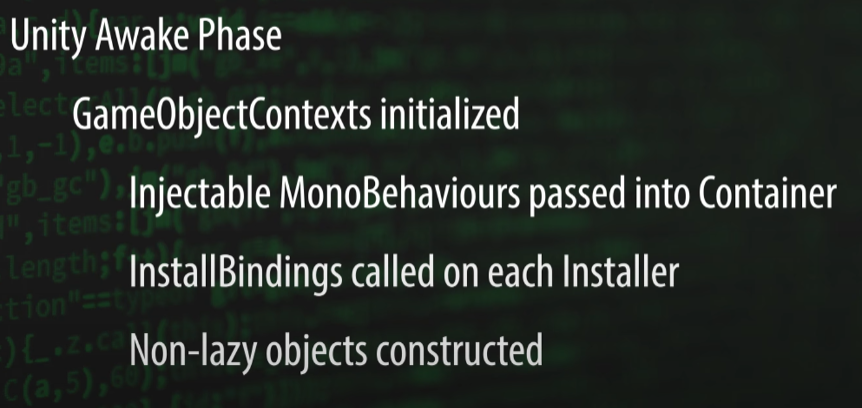 Unity Awake Phase
GameObjectContexts initialized
Injectable MonoBehaviours passed into Container
InstallBindings called on each Installer
Non-lazy objects constructed